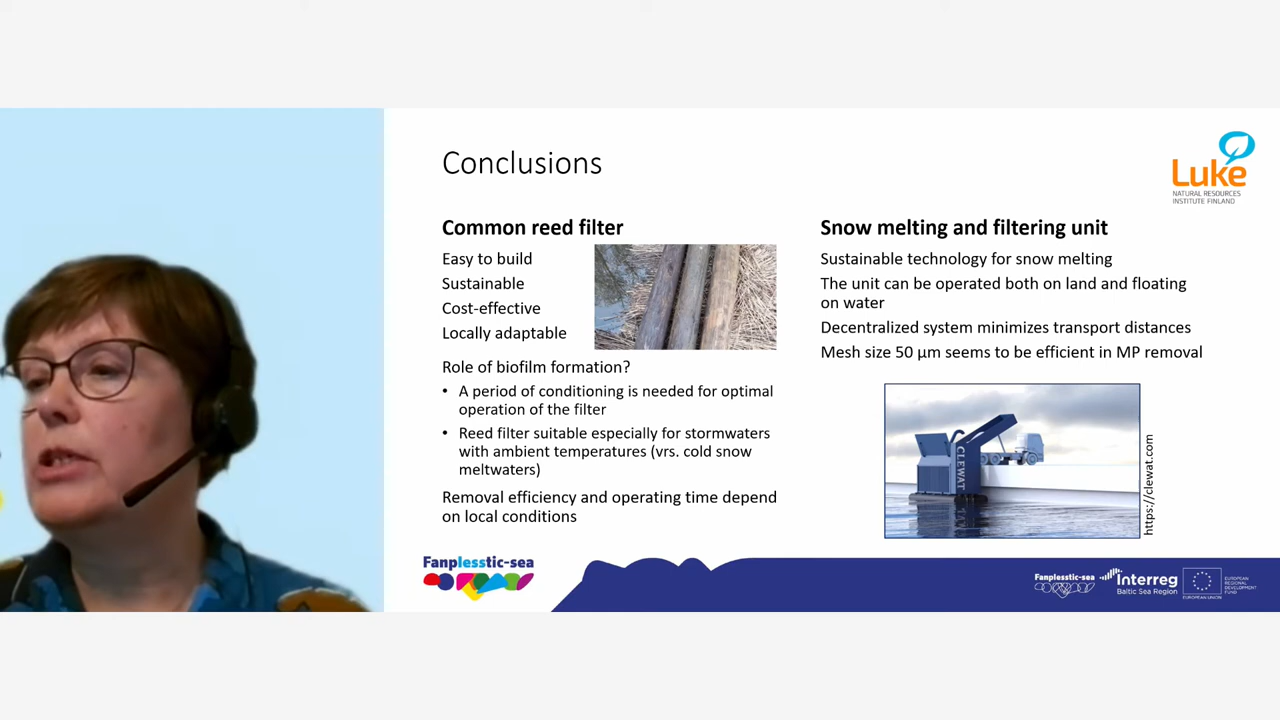 Conclusions
Luke
NATURAL RESOURCES
INSTITUTE FINLAND
Common reed filter
Easy to build
Sustainable
Cost-effective
Locally adaptable
Role of biofilm formation?
• A period of conditioning is needed for optimal
operation of the filter
• Reed filter suitable especially for stormwaters
with ambient temperatures (vrs. cold snow
meltwaters)
Removal efficiency and operating time depend
on local conditions
Snow melting and filtering unit
Sustainable technology for snow melting
The unit can be operated both on land and floating
on water
Decentralized system minimizes transport distances
Mesh size 50 µm seems to be efficient in MP removal
CLEWAT
https://clewat.com
Fanplesstic-sea
Fanplesstic-sea
Interreg
Baltic Sea Region
EUROPEAN UNION
EUROPEAN
REGIONAL
DEVELOPMENT
FUND